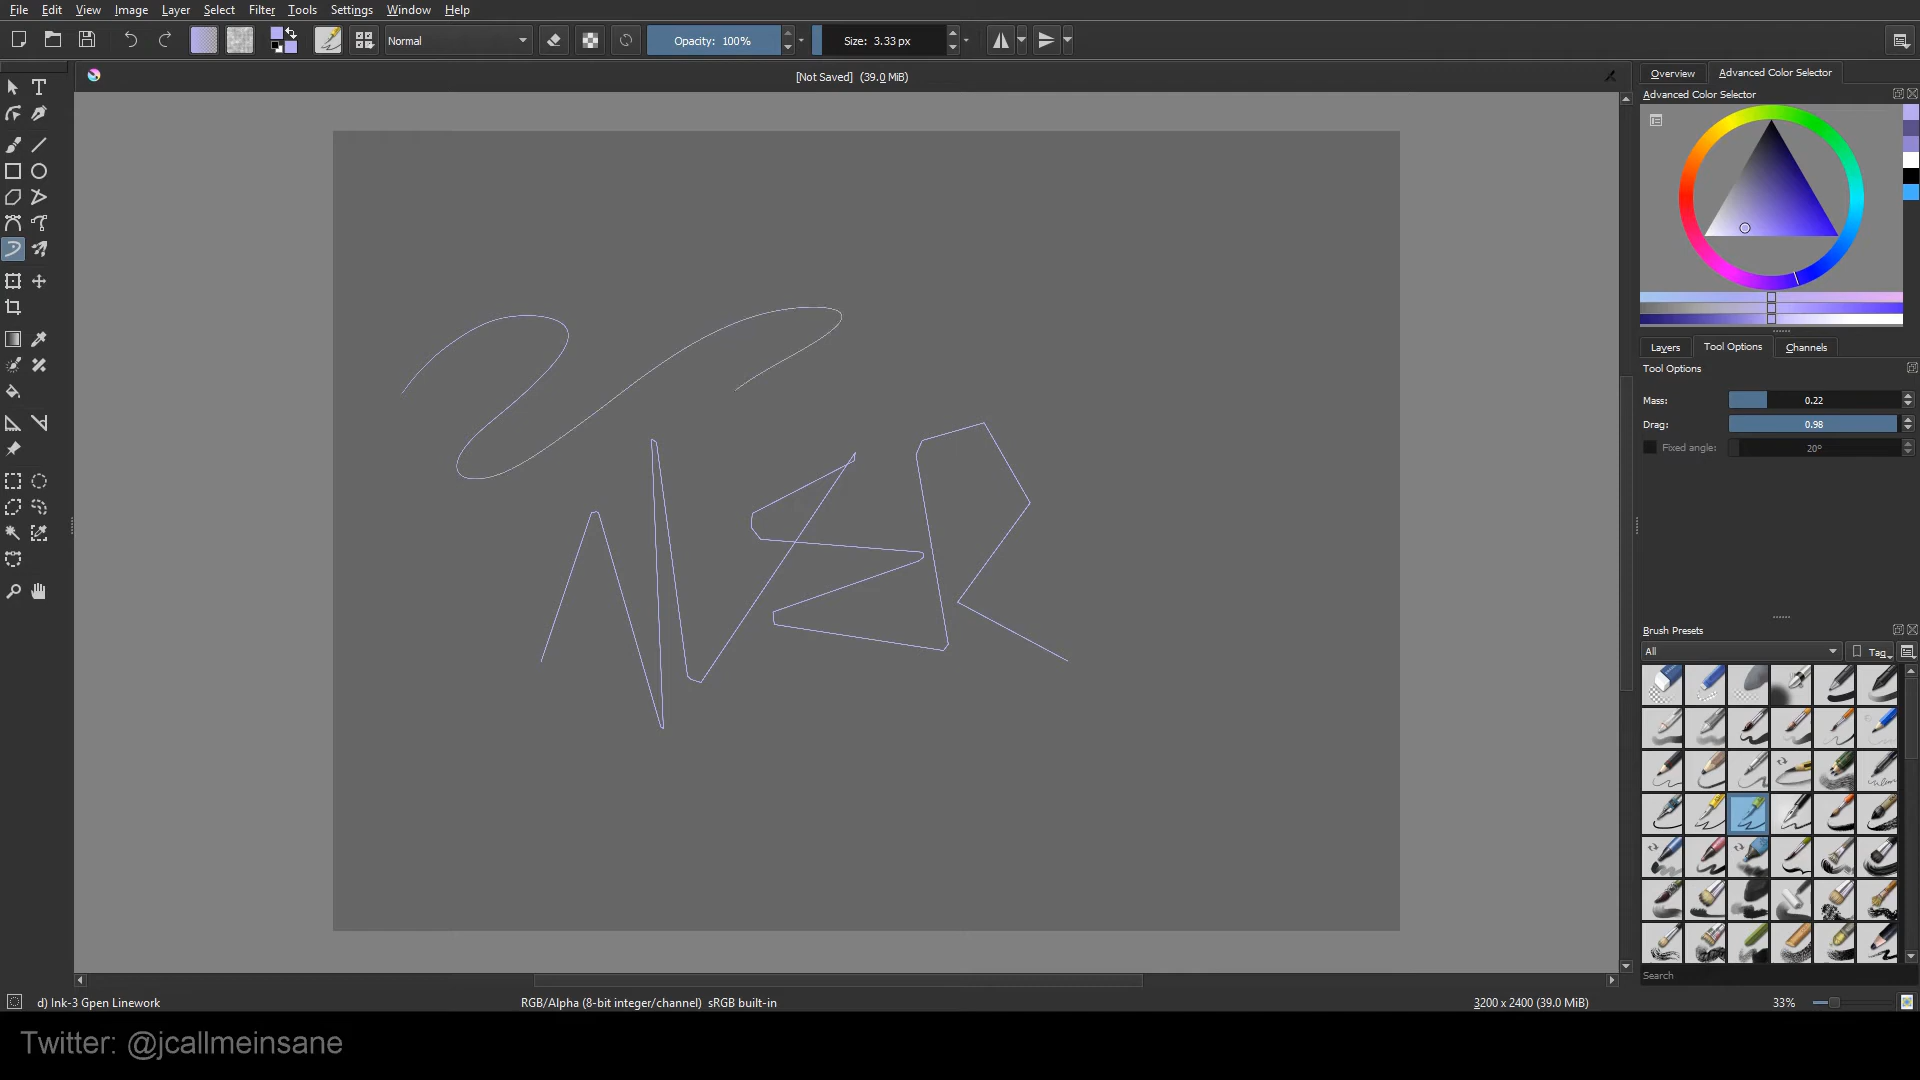 File Edit View Image Layer Select Filter Tools Settings Window Help
Normal Opacity: 100% Size: 3.33 px
[Not Saved] (39.0 MiB)
Overview Advanced Color Selector
Advanced Color Selector
Layers Tool Options Channels
Tool Options
Mass: 0.22
Drag: 0.98
Fixed angle: 20º
Brush Presets
All Tag
Search
d) Ink-3 Gpen Linework RGB/Alpha (8-bit integer/channel) sRGB built-in 3200 x 2400 (39.0 MiB) 33%
Twitter: @jcallmeinsane